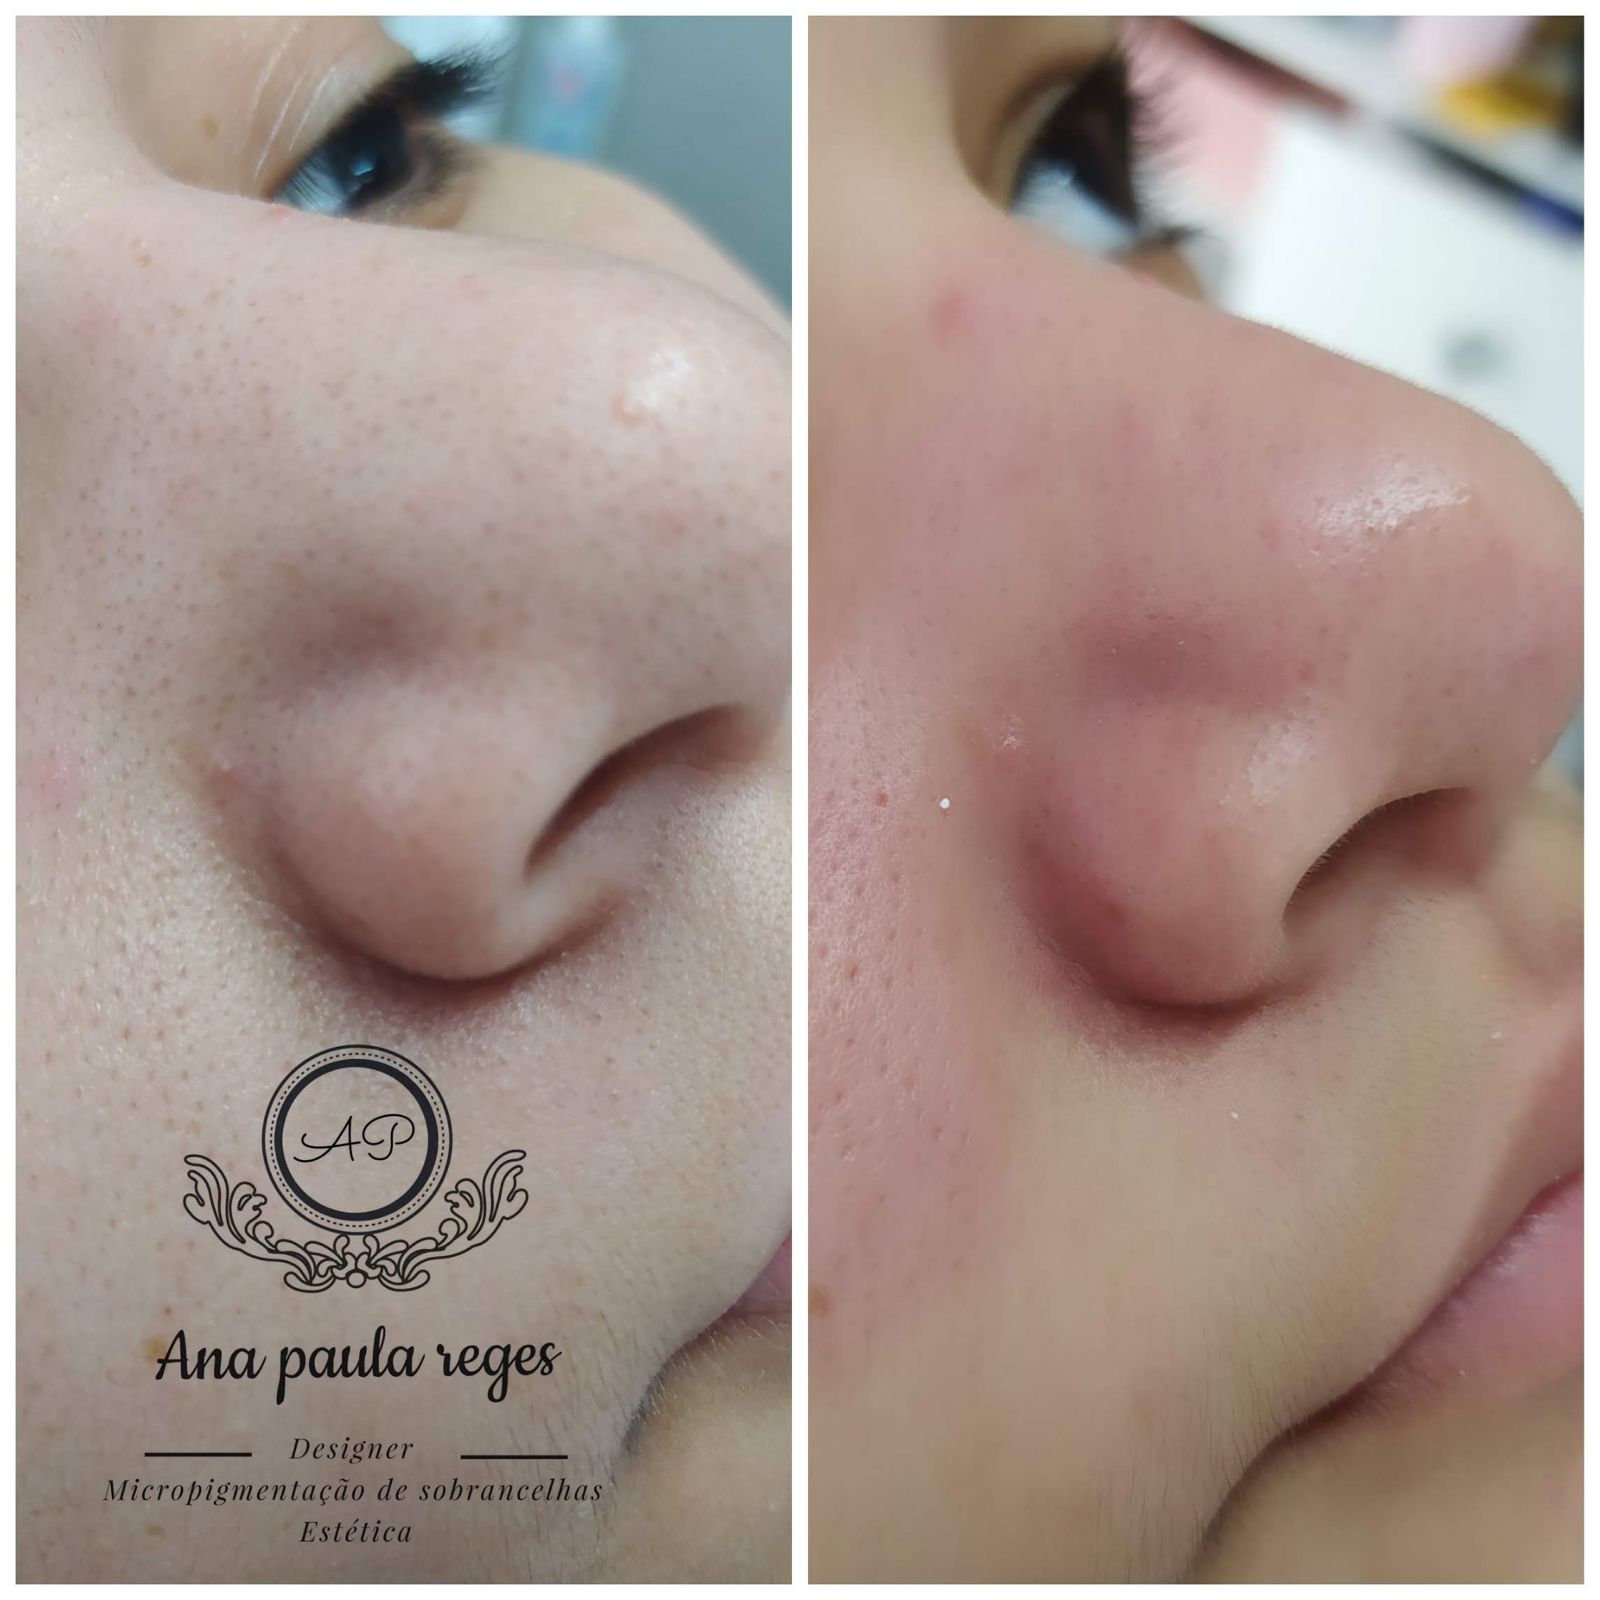 AP
Ana paula reges
Designer
Micropigmentação de sobrancelhas
Estética